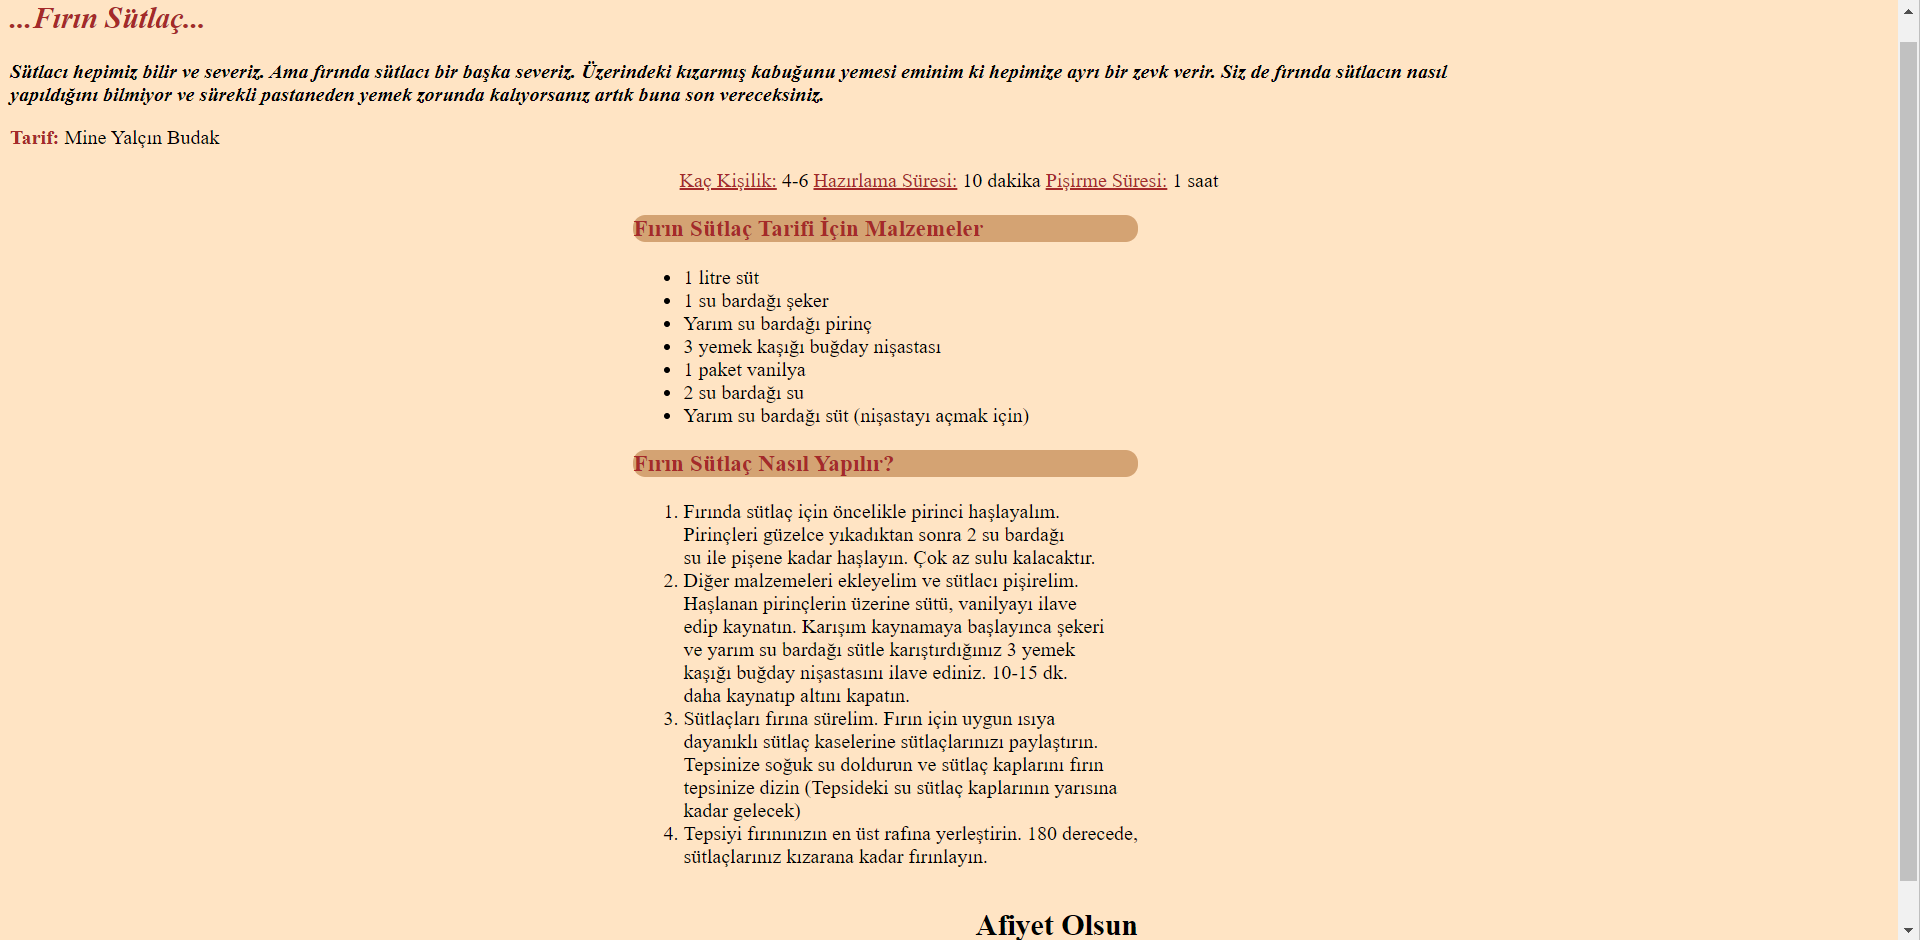 ...Fırın Sütlaç...
Sütlacı hepimiz bilir ve severiz. Ama fırında sütlacı bir başka severiz. Üzerindeki kızarmış kabuğunu yemesi eminim ki hepimize ayrı bir zevk verir. Siz de fırında sütlacın nasıl
yapıldığını bilmiyor ve sürekli pastaneden yemek zorunda kalıyorsanız artık buna son vereceksiniz.
Tarif: Mine Yalçın Budak
Kaç Kişilik: 4-6 Hazırlama Süresi: 10 dakika Pişirme Süresi: 1 saat
Fırın Sütlaç Tarifi İçin Malzemeler
• 1 litre süt
• 1 su bardağı şeker
• Yarım su bardağı pirinç
• 3 yemek kaşığı buğday nişastası
• 1 paket vanilya
• 2 su bardağı su
• Yarım su bardağı süt (nişastayı açmak için)
Fırın Sütlaç Nasıl Yapılır?
1. Fırında sütlaç için öncelikle pirinci haşlayalım.
Pirinçleri güzelce yıkadıktan sonra 2 su bardağı
su ile pişene kadar haşlayın. Çok az sulu kalacaktır.
2. Diğer malzemeleri ekleyelim ve sütlacı pişirelim.
Haşlanan pirinçlerin üzerine sütü, vanilyayı ilave
edip kaynatın. Karışım kaynamaya başlayınca şekeri
ve yarım su bardağı sütle karıştırdığınız 3 yemek
kaşığı buğday nişastasını ilave ediniz. 10-15 dk.
daha kaynatıp altını kapatın.
3. Sütlaçları fırına sürelim. Fırın için uygun ısıya
dayanıklı sütlaç kaselerine sütlaçlarınızı paylaştırın.
Tepsinize soğuk su doldurun ve sütlaç kaplarını fırın
tepsinize dizin (Tepsideki su sütlaç kaplarının yarısına
kadar gelecek)
4. Tepsiyi fırınınızın en üst rafına yerleştirin. 180 derecede,
sütlaçlarınız kızarana kadar fırınlayın.
Afiyet Olsun